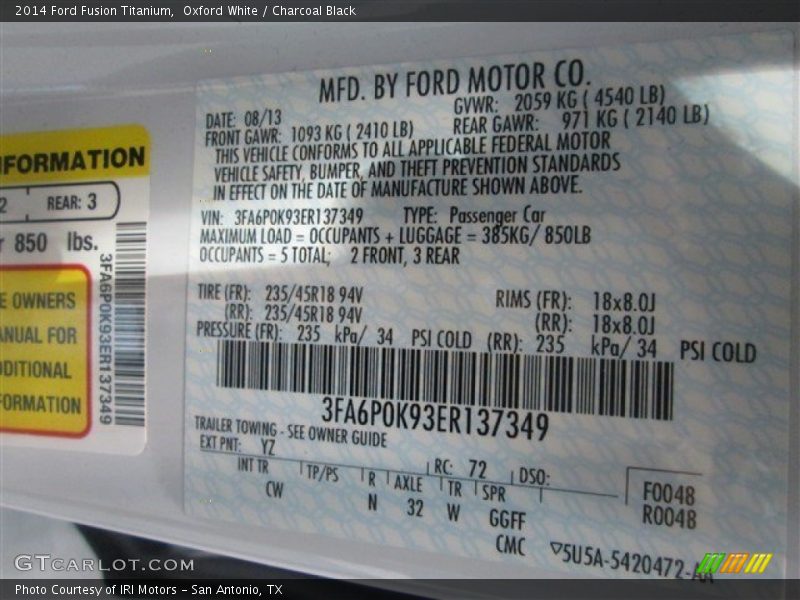 2014 Ford Fusion Titanium, Oxford White / Charcoal Black
MFD. BY FORD MOTOR CO.
DATE: 08/13 GVWR: 2059 KG ( 4540 LB)
FRONT GAWR: 1093 KG ( 2410 LB) REAR GAWR: 971 KG ( 2140 LB)
THIS VEHICLE CONFORMS TO ALL APPLICABLE FEDERAL MOTOR
VEHICLE SAFETY, BUMPER, AND THEFT PREVENTION STANDARDS
IN EFFECT ON THE DATE OF MANUFACTURE SHOWN ABOVE.
VIN: 3FA6P0K93ER137349 TYPE: Passenger Car
MAXIMUM LOAD = OCCUPANTS + LUGGAGE = 385KG/ 850LB
OCCUPANTS = 5 TOTAL; 2 FRONT, 3 REAR
TIRE (FR): 235/45R18 94V RIMS (FR): 18x8.0J
(RR): 235/45R18 94V (RR): 18x8.0J
PRESSURE (FR): 235 kPa/ 34 PSI COLD (RR): 235 kPa/ 34 PSI COLD
3FA6P0K93ER137349
TRAILER TOWING - SEE OWNER GUIDE
EXT PNT: YZ RC: 72 DSO:
INT TR TP/PS R AXLE TR SPR F0048
CW N 32 W GGFF R0048
CMC ▽5U5A-5420472-AA
NFORMATION
2 REAR: 3
r 850 lbs.
E OWNERS
ANUAL FOR
DDITIONAL
FORMATION
3FA6P0K93ER137349
GTCARLOT.COM
Photo Courtesy of IRI Motors – San Antonio, TX